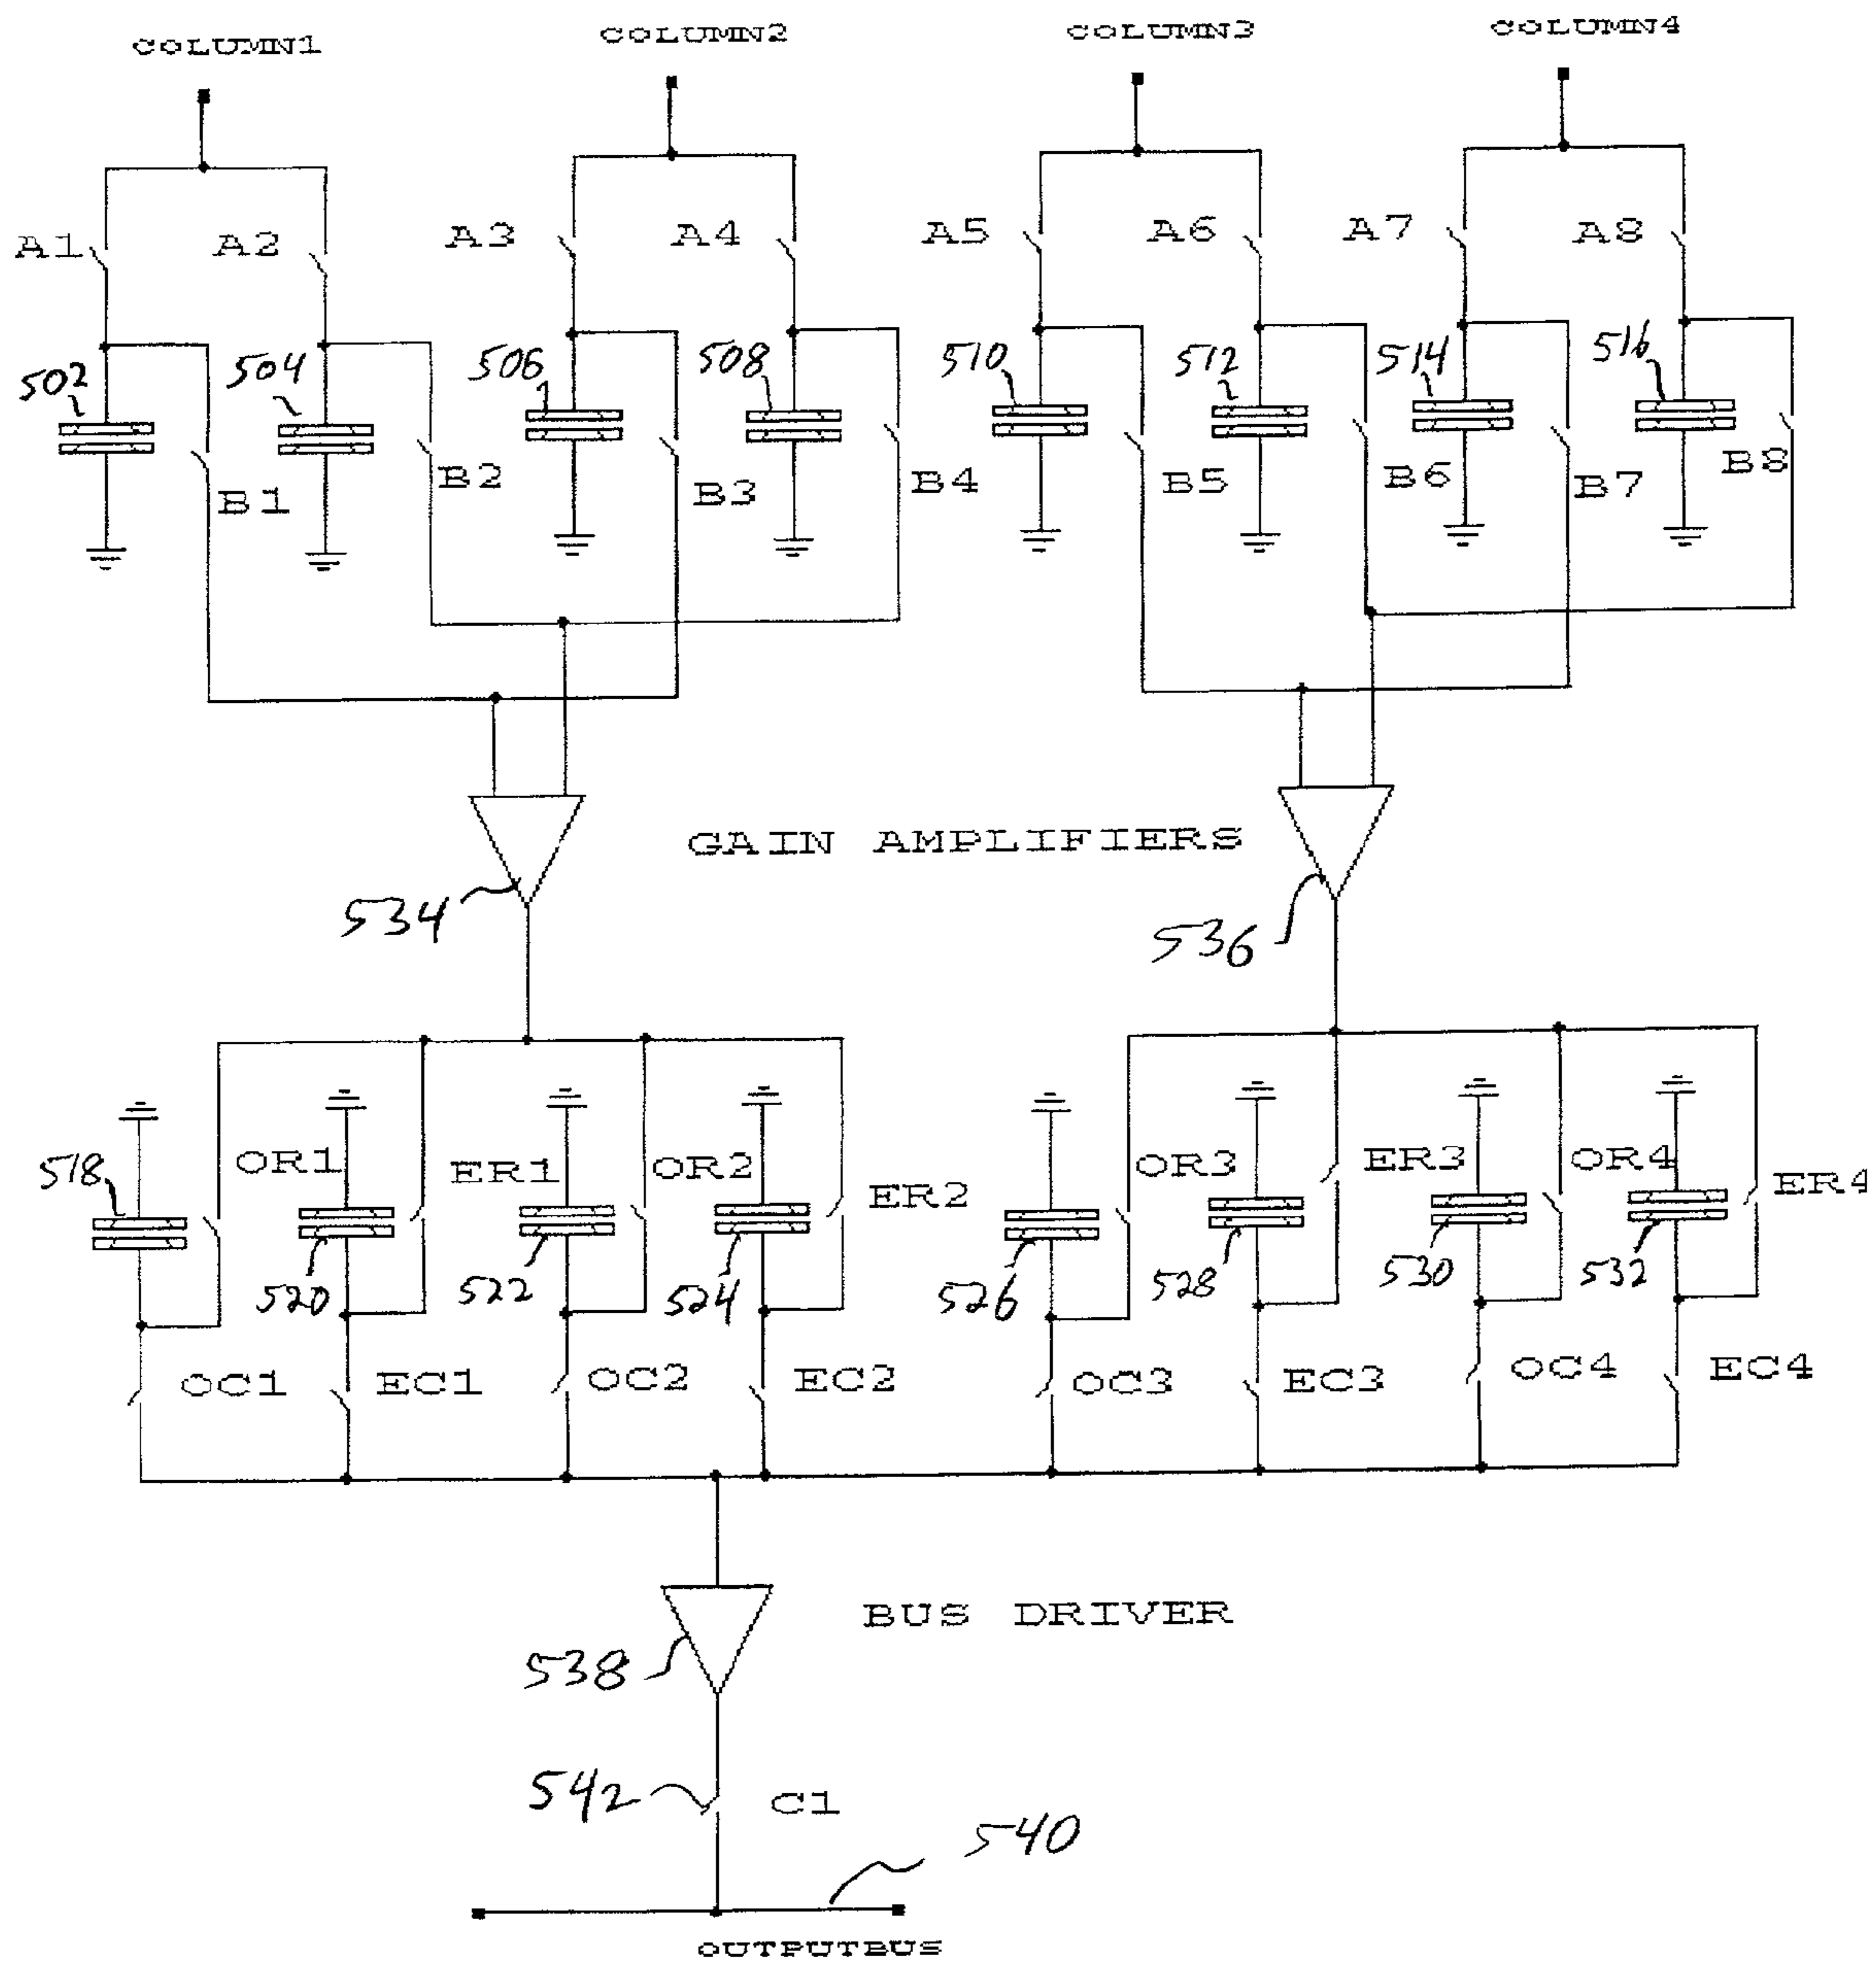 COLUMN1 COLUMN2 COLUMN3 COLUMN4
A1 A2 A3 A4 A5 A6 A7 A8
502 504 506 508 510 512 514 516
B1 B2 B3 B4 B5 B6 B7 B8
GAIN AMPLIFIERS
534 536
518 OR1 ER1 OR2 ER2 OR3 ER3 OR4 ER4
520 522 524 526 528 530 532
OC1 EC1 OC2 EC2 OC3 EC3 OC4 EC4
BUS DRIVER
538
542 C1
540
OUTPUTBUS